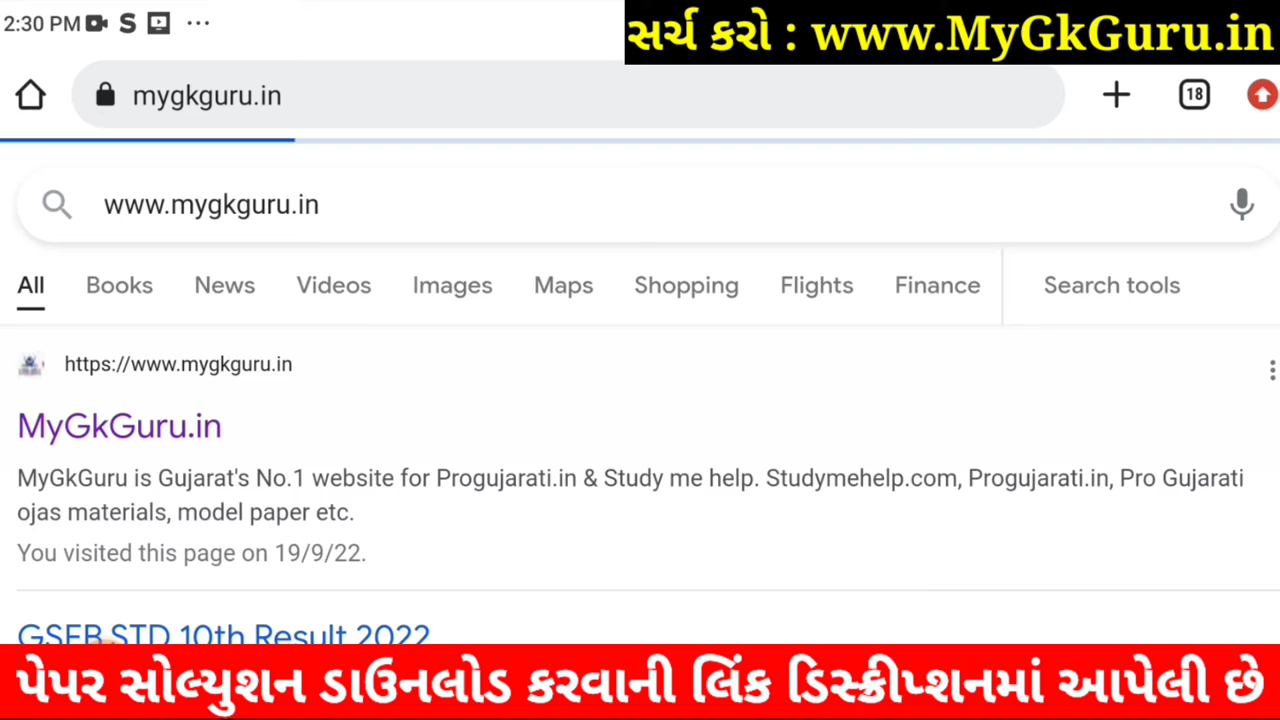 2:30 PM S ...
સર્ચ કરો : www.MyGkGuru.in
mygkguru.in
18
www.mygkguru.in
All Books News Videos Images Maps Shopping Flights Finance Search tools
https://www.mygkguru.in
MyGkGuru.in
MyGkGuru is Gujarat's No.1 website for Progujarati.in & Study me help. Studymehelp.com, Progujarati.in, Pro Gujarati
ojas materials, model paper etc.
You visited this page on 19/9/22.
GSEB STD 10th Result 2022
પેપર સોલ્યુશન ડાઉનલોડ કરવાની લિંક ડિસ્ક્રીપ્શનમાં આપેલી છે